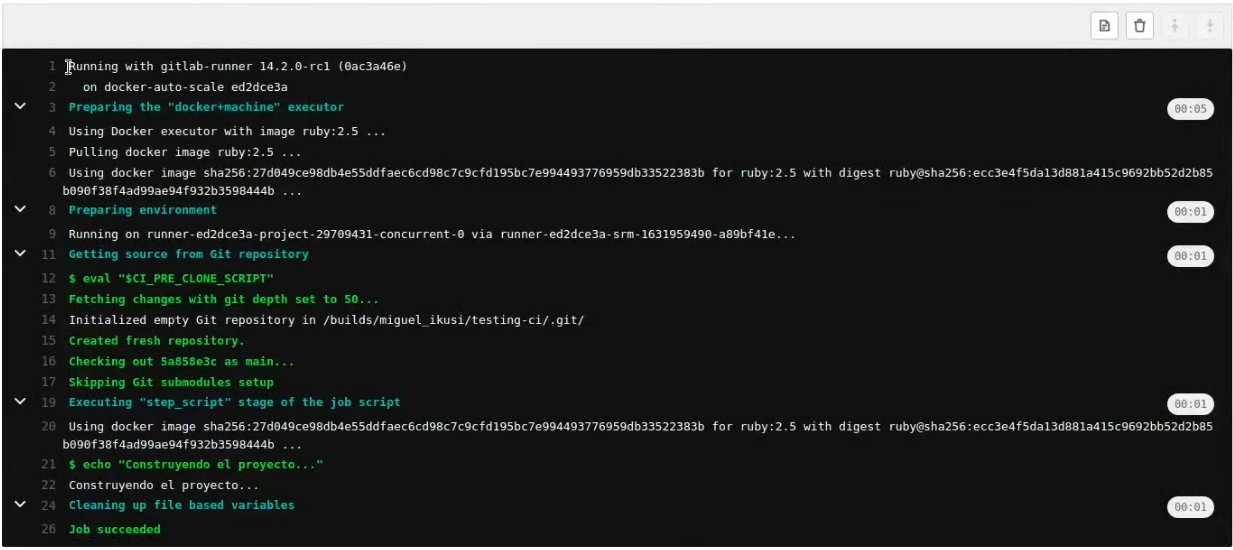 1 Running with gitlab-runner 14.2.0-rc1 (0ac3a46e)
2 on docker-auto-scale ed2dce3a
3 Preparing the "docker+machine" executor 00:05
4 Using Docker executor with image ruby:2.5 ...
5 Pulling docker image ruby:2.5 ...
6 Using docker image sha256:27d049ce98db4e55ddfaec6cd98c7c9cfd195bc7e994493776959db33522383b for ruby:2.5 with digest ruby@sha256:ecc3e4f5da13d881a415c9692bb52d2b85
b090f38f4ad99ae94f932b3598444b ...
8 Preparing environment 00:01
9 Running on runner-ed2dce3a-project-29709431-concurrent-0 via runner-ed2dce3a-srm-1631959490-a89bf41e...
11 Getting source from Git repository 00:01
12 $ eval "$CI_PRE_CLONE_SCRIPT"
13 Fetching changes with git depth set to 50...
14 Initialized empty Git repository in /builds/miguel_ikusi/testing-ci/.git/
15 Created fresh repository.
16 Checking out 5a858e3c as main...
17 Skipping Git submodules setup
19 Executing "step_script" stage of the job script 00:01
20 Using docker image sha256:27d049ce98db4e55ddfaec6cd98c7c9cfd195bc7e994493776959db33522383b for ruby:2.5 with digest ruby@sha256:ecc3e4f5da13d881a415c9692bb52d2b85
b090f38f4ad99ae94f932b3598444b ...
21 $ echo "Construyendo el proyecto..."
22 Construyendo el proyecto...
24 Cleaning up file based variables 00:01
26 Job succeeded